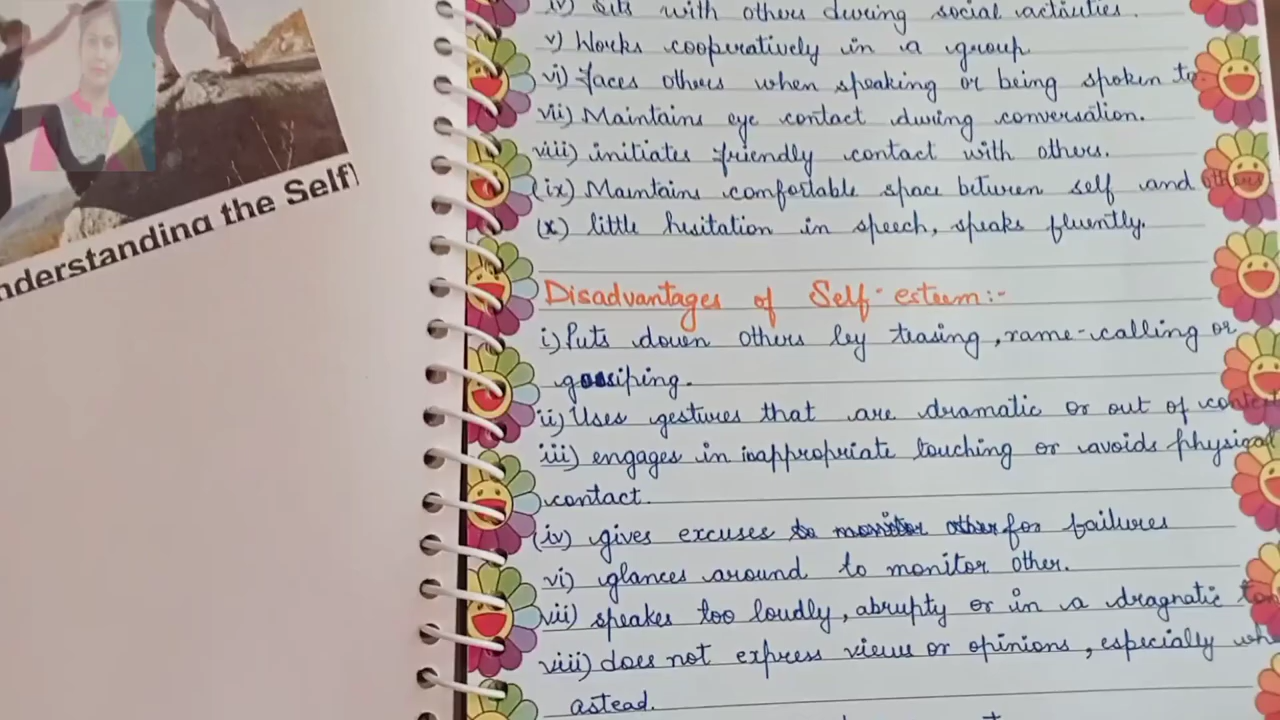 nderstanding the Self
iv) Sits with others during social activities.
v) Works cooperatively in a group
vi) faces others when speaking or being spoken to
vii) Maintains eye contact during conversation.
viii) initiates friendly contact with others.
(ix) Maintains comfortable space between self and others
(x) little hesitation in speech, speaks fluently.
Disadvantages of Self-esteem:-
i) Puts down others by teasing, name-calling or
gossiping.
ii) Uses gestures that are dramatic or out of context
iii) engages in inappropriate touching or avoids physical
contact.
(iv) gives excuses for failures
vi) glances around to monitor other.
vii) speakes too loudly, abrupty or in a dragnatic ton
viii) does not express views or opinions, especially whe
astead.